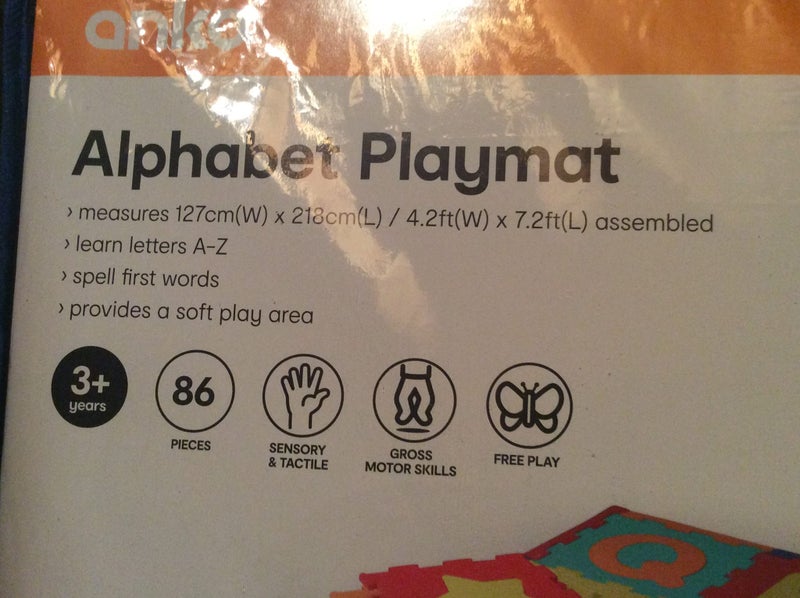 anko
Alphabet Playmat
› measures 127cm(W) x 218cm(L) / 4.2ft(W) x 7.2ft(L) assembled
› learn letters A-Z
› spell first words
› provides a soft play area
3+
years
86
PIECES
SENSORY
& TACTILE
GROSS
MOTOR SKILLS
FREE PLAY
Q